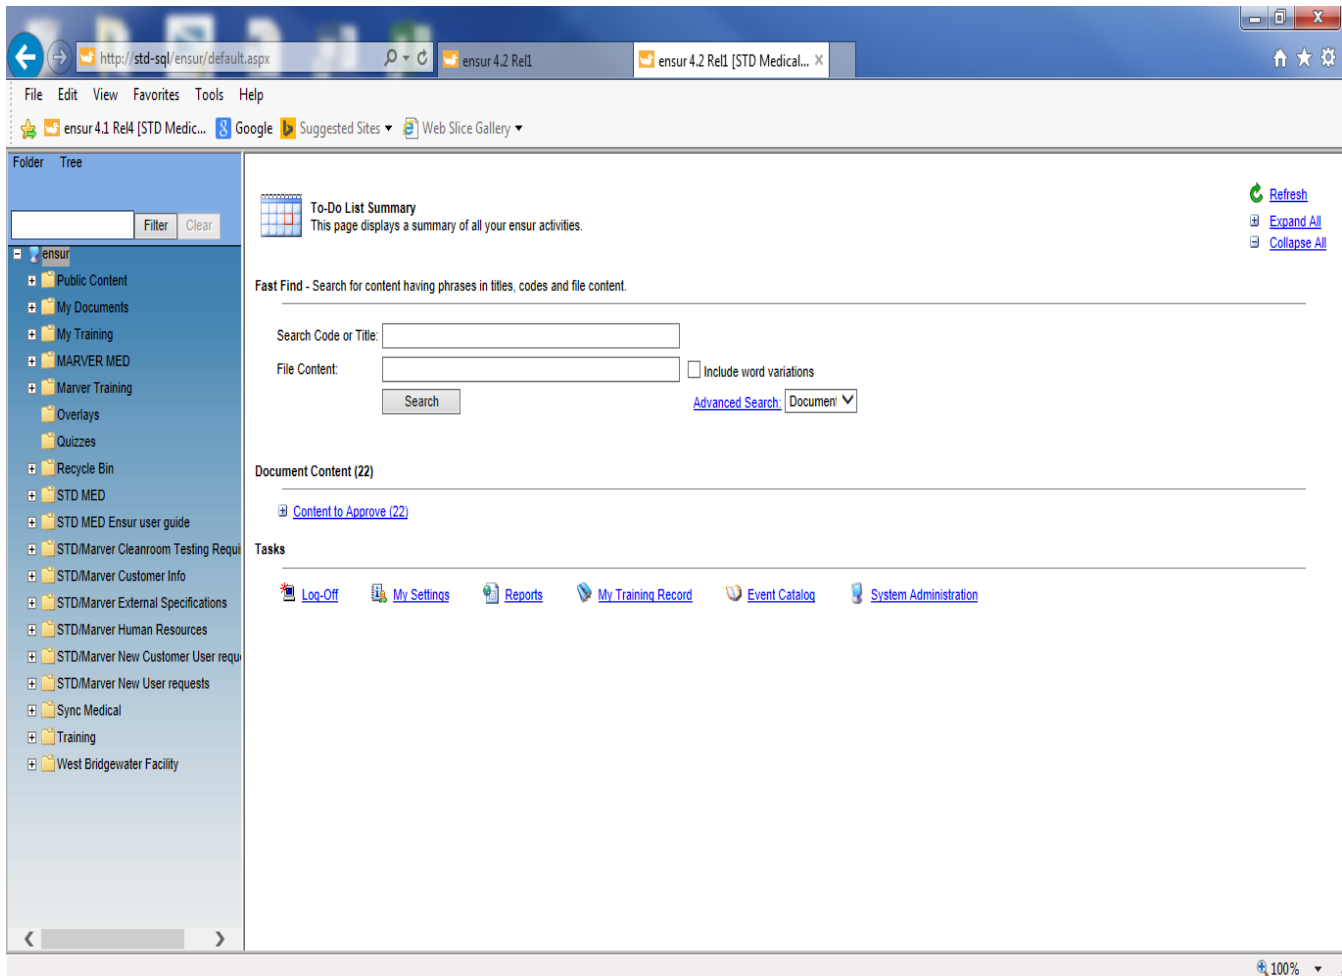 http://std-sql/ensur/default.aspx
ensur 4.2 Rel1
ensur 4.2 Rel1 [STD Medical...
File Edit View Favorites Tools Help
ensur 4.1 Rel4 [STD Medic... Google Suggested Sites Web Slice Gallery
Folder Tree
Filter Clear
ensur
Public Content
My Documents
My Training
MARVER MED
Marver Training
Overlays
Quizzes
Recycle Bin
STD MED
STD MED Ensur user guide
STD/Marver Cleanroom Testing Requi
STD/Marver Customer Info
STD/Marver External Specifications
STD/Marver Human Resources
STD/Marver New Customer User requ
STD/Marver New User requests
Sync Medical
Training
West Bridgewater Facility
To-Do List Summary
This page displays a summary of all your ensur activities.
Refresh
Expand All
Collapse All
Fast Find - Search for content having phrases in titles, codes and file content.
Search Code or Title:
File Content:
Include word variations
Search
Advanced Search: Document
Document Content (22)
Content to Approve (22)
Tasks
Log-Off My Settings Reports My Training Record Event Catalog System Administration
100%